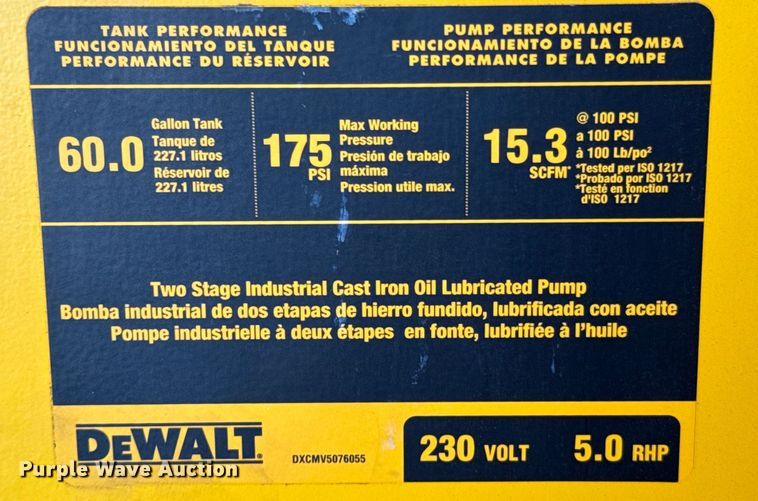 TANK PERFORMANCE
FUNCIONAMIENTO DEL TANQUE
PERFORMANCE DU RÉSERVOIR
PUMP PERFORMANCE
FUNCIONAMIENTO DE LA BOMBA
PERFORMANCE DE LA POMPE
60.0
Gallon Tank
Tanque de
227.1 litros
Réservoir de
227.1 litres
175
PSI
Max Working
Pressure
Presión de trabajo
máxima
Pression utile max.
15.3
SCFM*
@ 100 PSI
a 100 PSI
à 100 Lb/po²
*Tested per ISO 1217
*Probado por ISO 1217
*Testé en fonction
d'ISO 1217
Two Stage Industrial Cast Iron Oil Lubricated Pump
Bomba industrial de dos etapas de hierro fundido, lubrificada con aceite
Pompe industrielle à deux étapes en fonte, lubrifiée à l'huile
DEWALT.
DXCMV5076055
230 VOLT 5.0 RHP
Purple Wave Auction